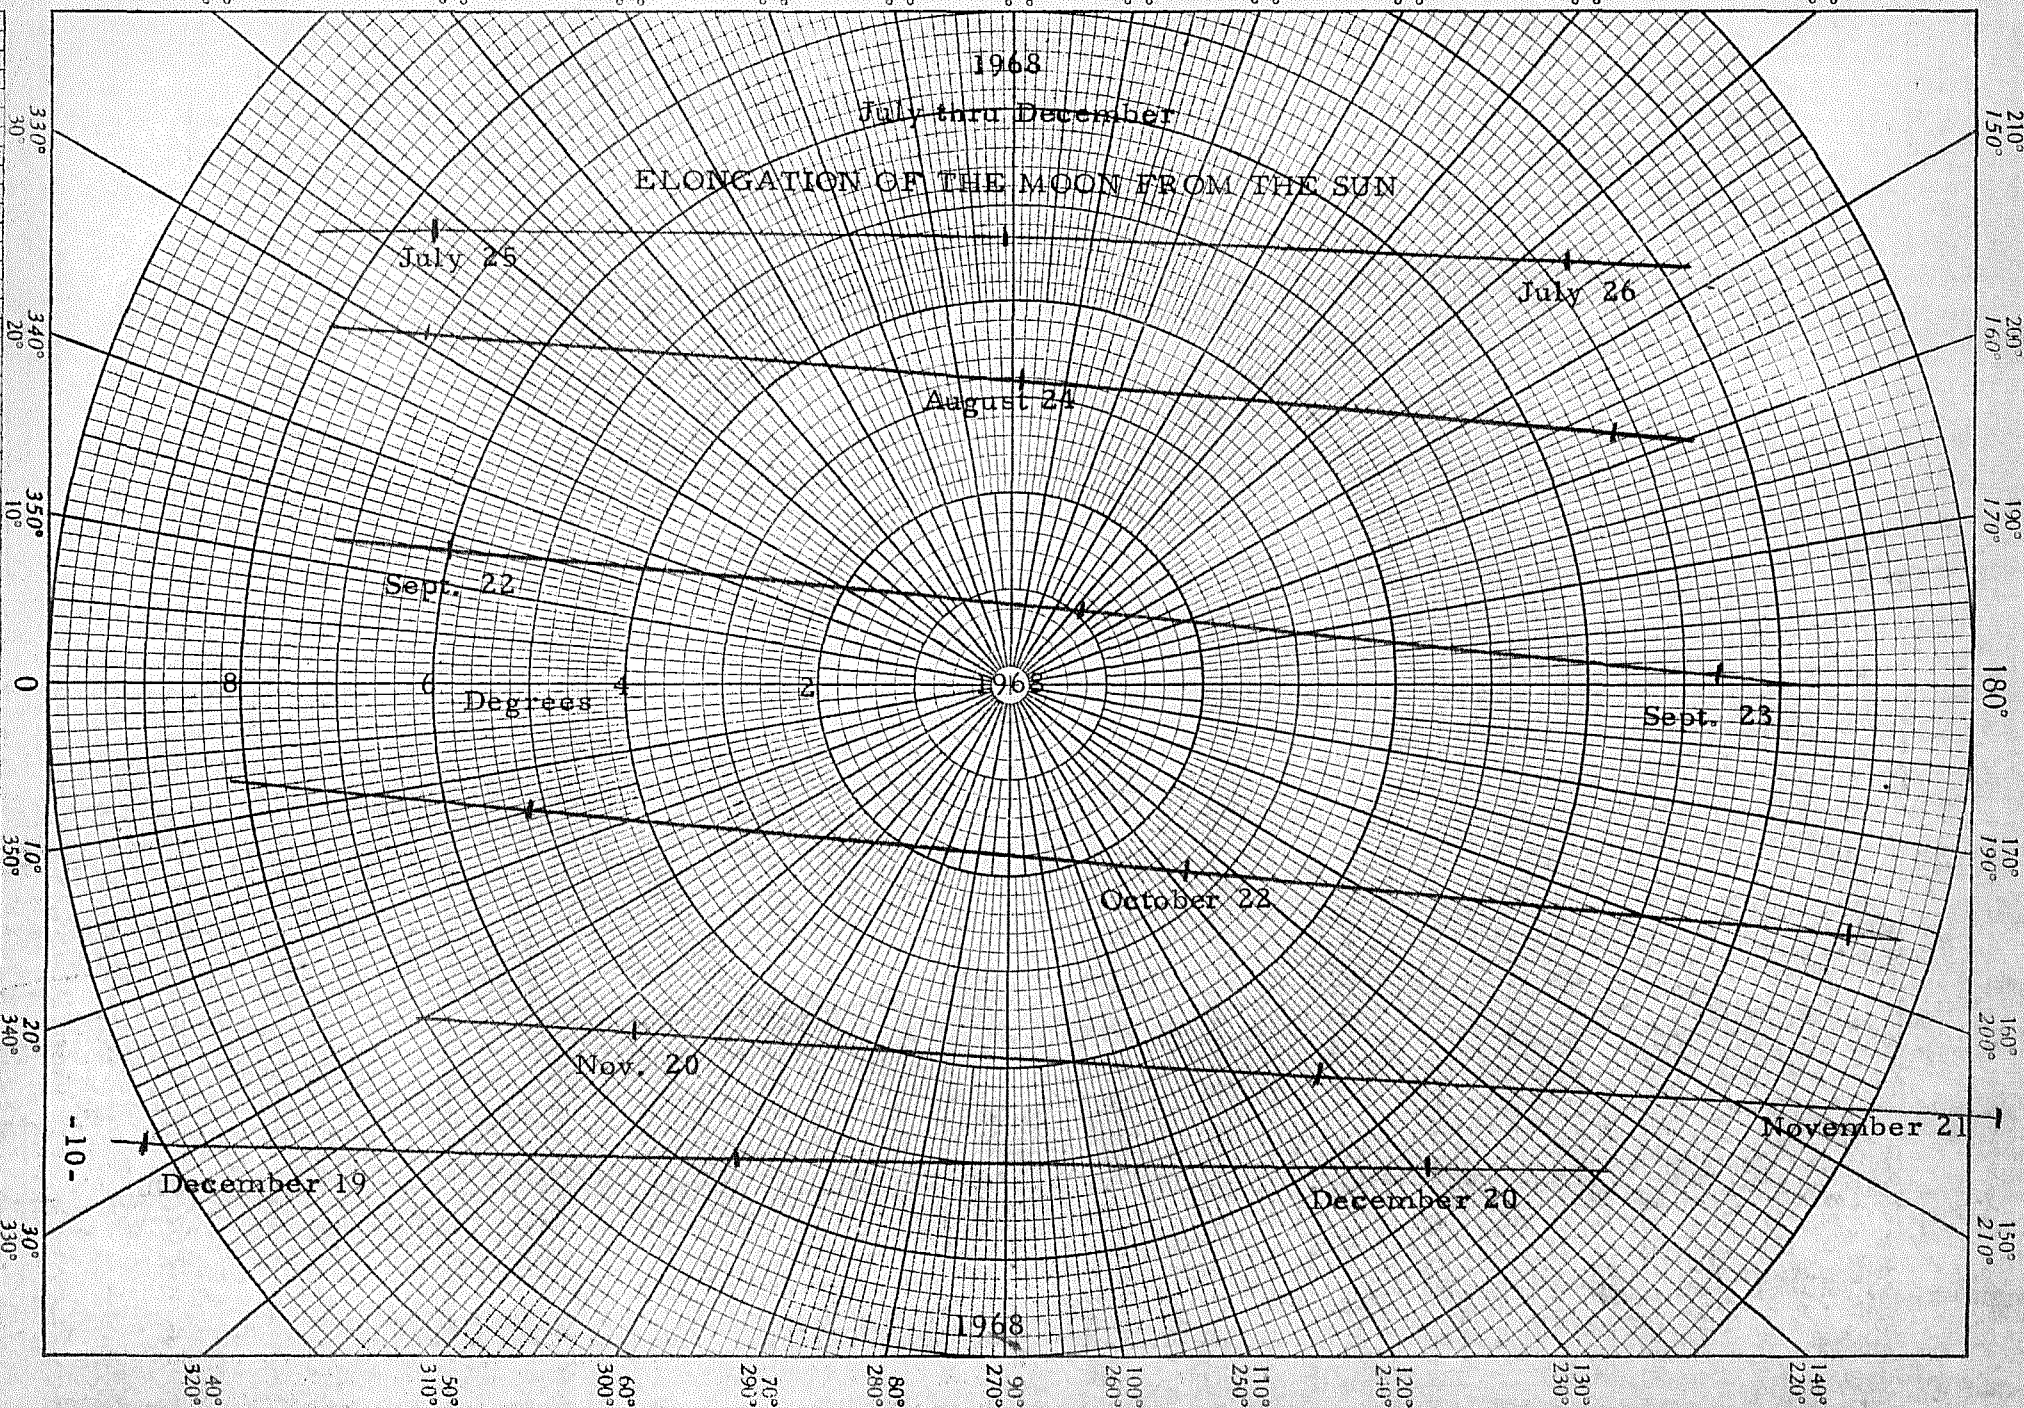 1968
July thru December
ELONGATION OF THE MOON FROM THE SUN
July 25
July 26
August 24
Sept. 22
Sept. 23
8 6 4 2 1968
Degrees
October 22
Nov. 20
November 21
December 19
December 20
-10-
1968
330° 30°
340° 20°
350° 10°
0
10° 350°
20° 340°
30° 330°
210° 150°
200° 160°
190° 170°
180°
170° 190°
160° 200°
150° 210°
40° 320°
50° 310°
60° 300°
70° 290°
80° 280°
90° 270°
100° 260°
110° 250°
120° 240°
130° 230°
140° 220°